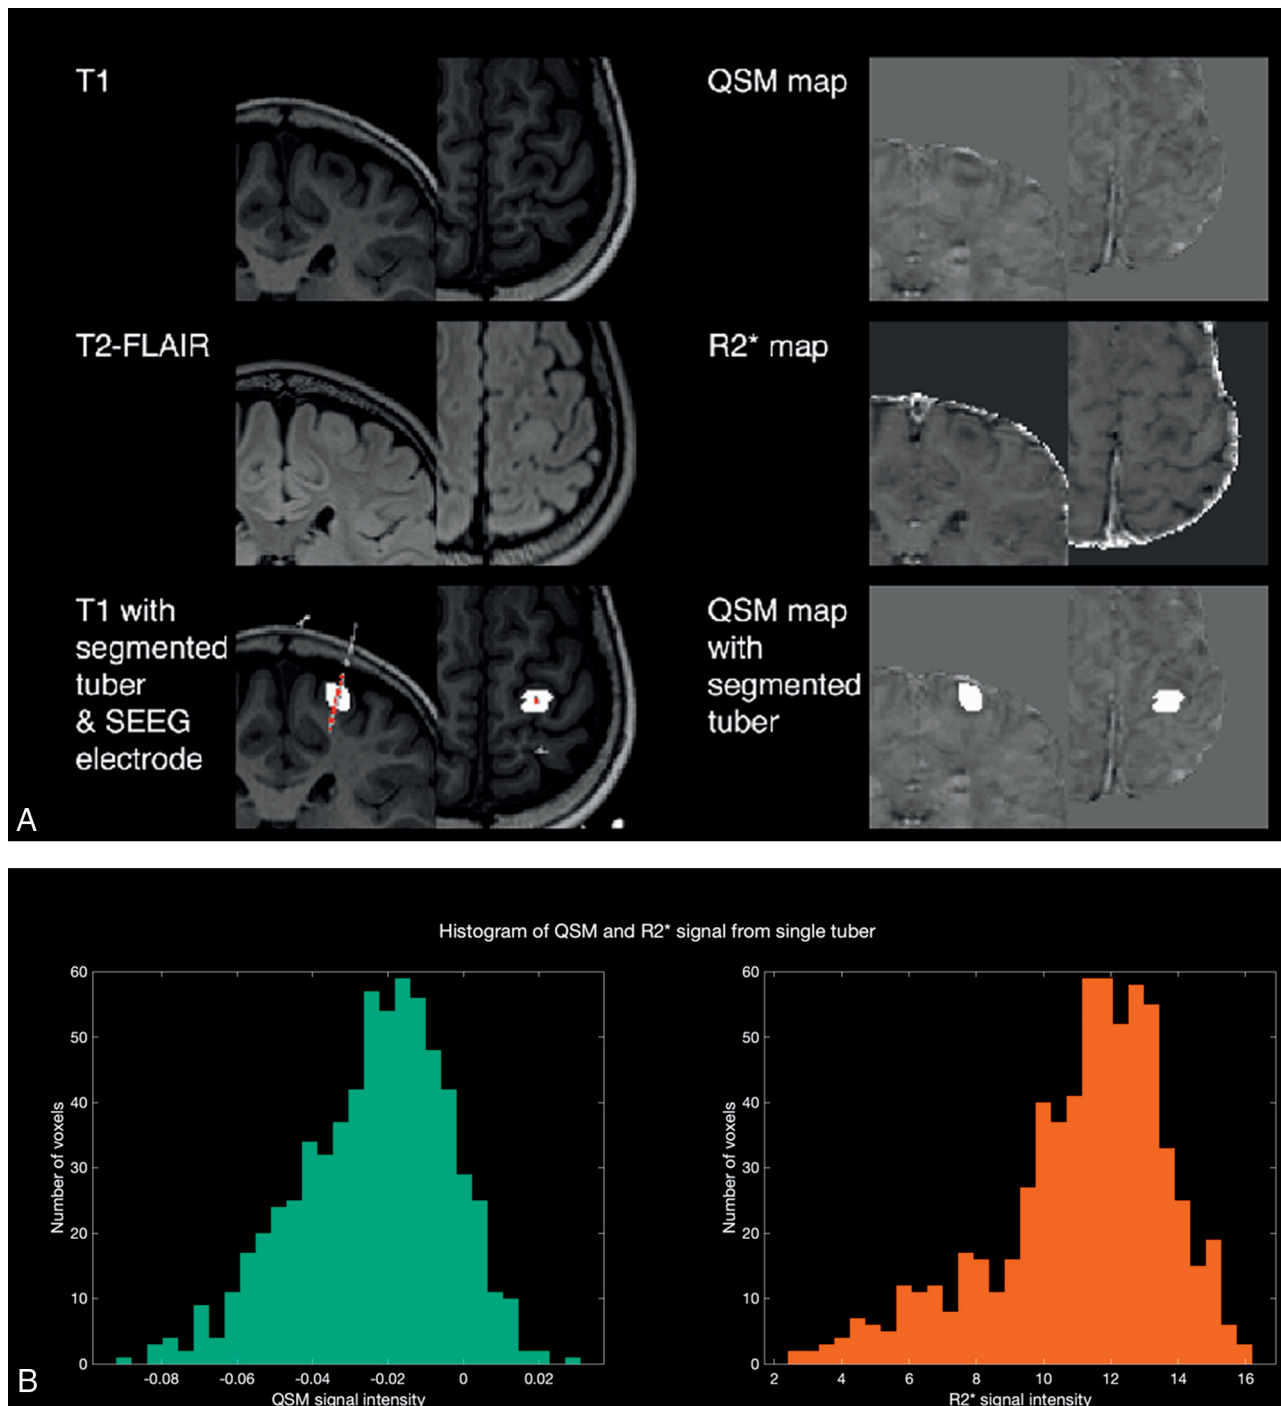 T1
QSM map
T2-FLAIR
R2* map
T1 with
segmented
tuber
& SEEG
electrode
QSM map
with
segmented
tuber
A
Histogram of QSM and R2* signal from single tuber
Number of voxels
60
50
40
30
20
10
0
-0.08 -0.06 -0.04 -0.02 0 0.02
QSM signal intensity
Number of voxels
60
50
40
30
20
10
0
2 4 6 8 10 12 14 16
R2* signal intensity
B